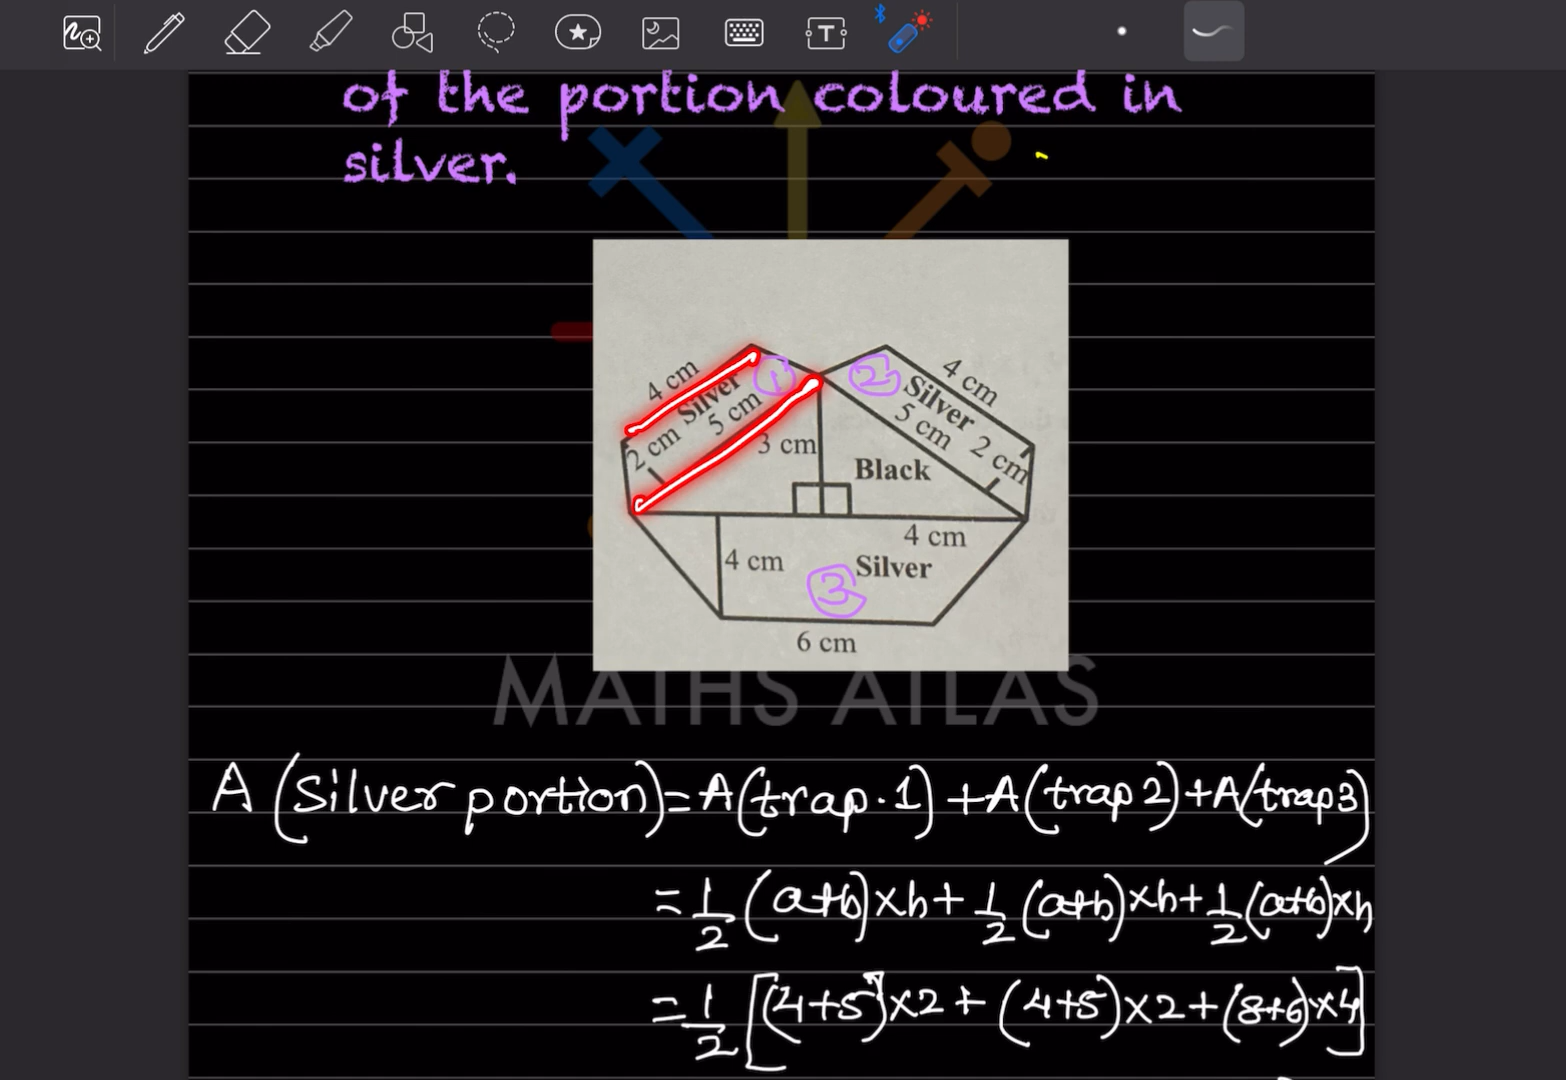 of the portion coloured in
silver.
4 cm
Silver
1
5 cm
2 cm
3 cm
2
4 cm
Silver
5 cm
2 cm
Black
4 cm
4 cm
Silver
3
6 cm
MATHS ATLAS
A (Silver portion) = A(trap. 1) + A(trap 2) + A(trap 3)
= 1/2 (a+b) × h + 1/2 (a+b) × h + 1/2 (a+b) × h
= 1/2 [(4+5) × 2 + (4+5) × 2 + (8+6) × 4]